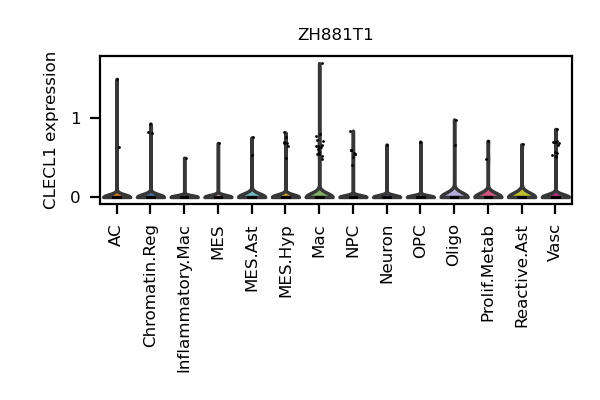 ZH881T1
CLECL1 expression
1
0
AC
Chromatin.Reg
Inflammatory.Mac
MES
MES.Ast
MES.Hyp
Mac
NPC
Neuron
OPC
Oligo
Prolif.Metab
Reactive.Ast
Vasc